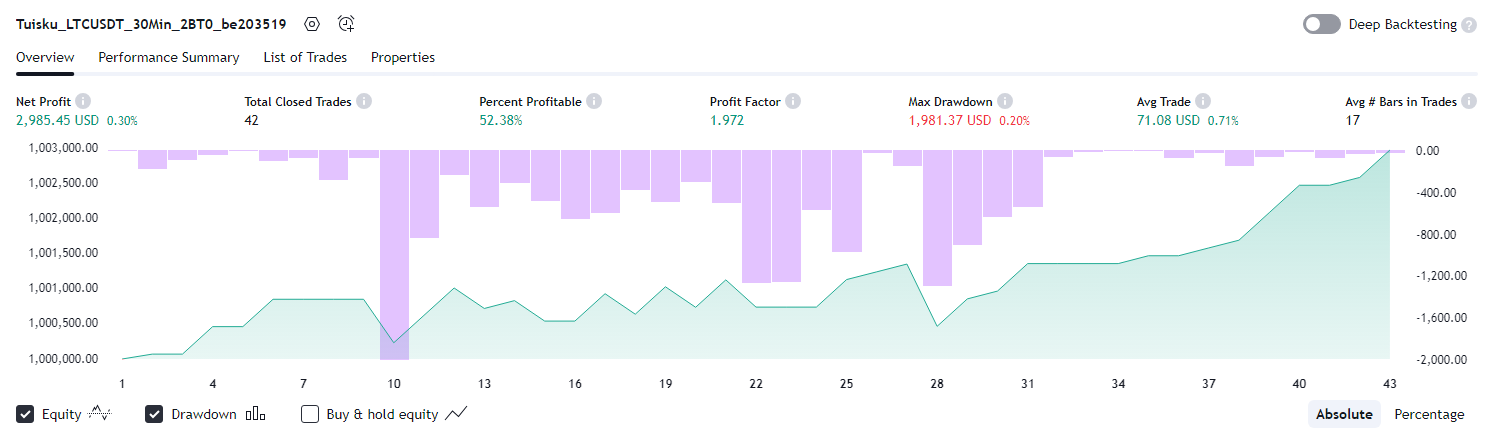 Tuisku_LTCUSDT_30Min_2BT0_be203519 Deep Backtesting ?
Overview Performance Summary List of Trades Properties
Net Profit Total Closed Trades Percent Profitable Profit Factor Max Drawdown Avg Trade Avg # Bars in Trades
2,985.45 USD 0.30% 42 52.38% 1.972 1,981.37 USD 0.20% 71.08 USD 0.71% 17
1,003,000.00 0.00
1,002,500.00 -400.00
1,002,000.00 -800.00
1,001,500.00 -1,200.00
1,001,000.00 -1,600.00
1,000,500.00 -2,000.00
1,000,000.00
1 4 7 10 13 16 19 22 25 28 31 34 37 40 43
Equity Drawdown Buy & hold equity Absolute Percentage